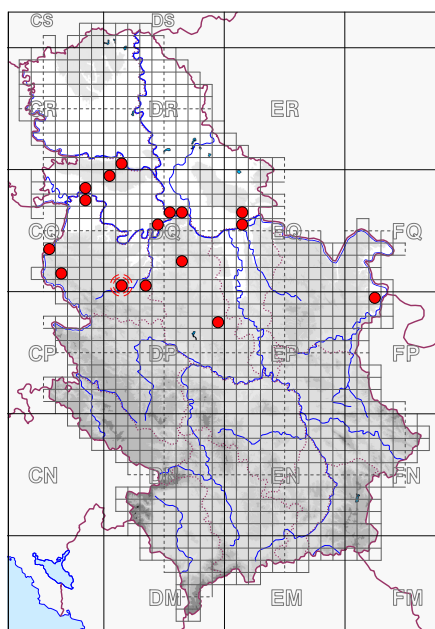 CS DS
CR DR ER
CQ DQ EQ FQ
CP DP EP FP
CN DN EN FN
DM EM FM